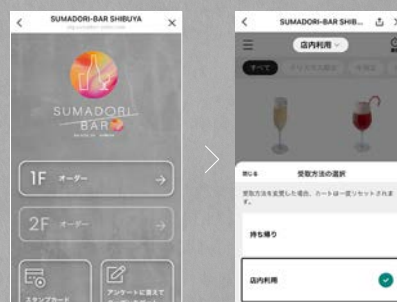 SUMADORI-BAR SHIBUYA
SUMADORI
BAR
1F オーダー
2F オーダー
スタンプカード
アンケートに答えて
SUMADORI-BAR SHIB...
店内利用
すべて
閉じる
受取方法の選択
受取方法を変更した場合、カートは一度リセットされます。
持ち帰り
店内利用